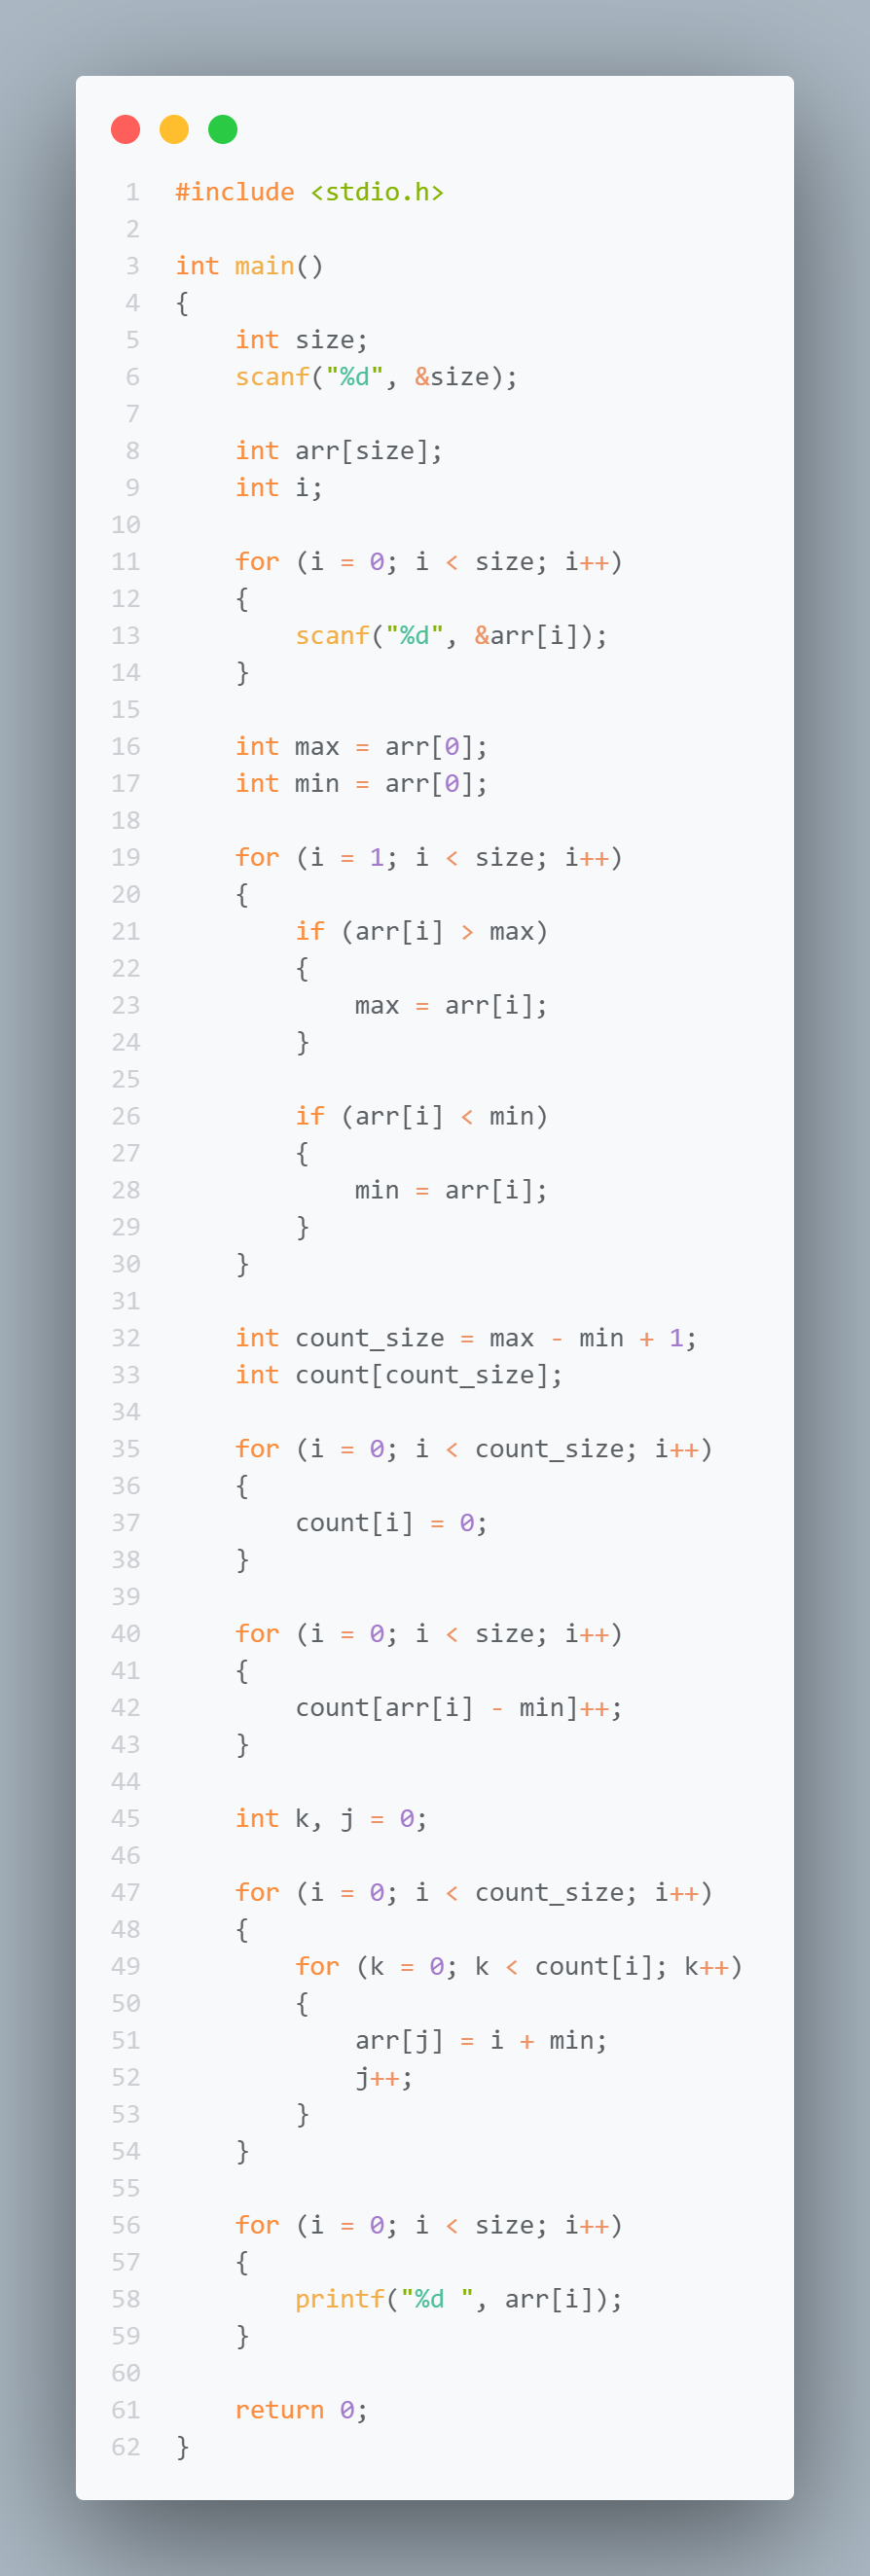 1 #include <stdio.h>
2
3 int main()
4 {
5     int size;
6     scanf("%d", &size);
7
8     int arr[size];
9     int i;
10
11     for (i = 0; i < size; i++)
12     {
13         scanf("%d", &arr[i]);
14     }
15
16     int max = arr[0];
17     int min = arr[0];
18
19     for (i = 1; i < size; i++)
20     {
21         if (arr[i] > max)
22         {
23             max = arr[i];
24         }
25
26         if (arr[i] < min)
27         {
28             min = arr[i];
29         }
30     }
31
32     int count_size = max - min + 1;
33     int count[count_size];
34
35     for (i = 0; i < count_size; i++)
36     {
37         count[i] = 0;
38     }
39
40     for (i = 0; i < size; i++)
41     {
42         count[arr[i] - min]++;
43     }
44
45     int k, j = 0;
46
47     for (i = 0; i < count_size; i++)
48     {
49         for (k = 0; k < count[i]; k++)
50         {
51             arr[j] = i + min;
52             j++;
53         }
54     }
55
56     for (i = 0; i < size; i++)
57     {
58         printf("%d ", arr[i]);
59     }
60
61     return 0;
62 }